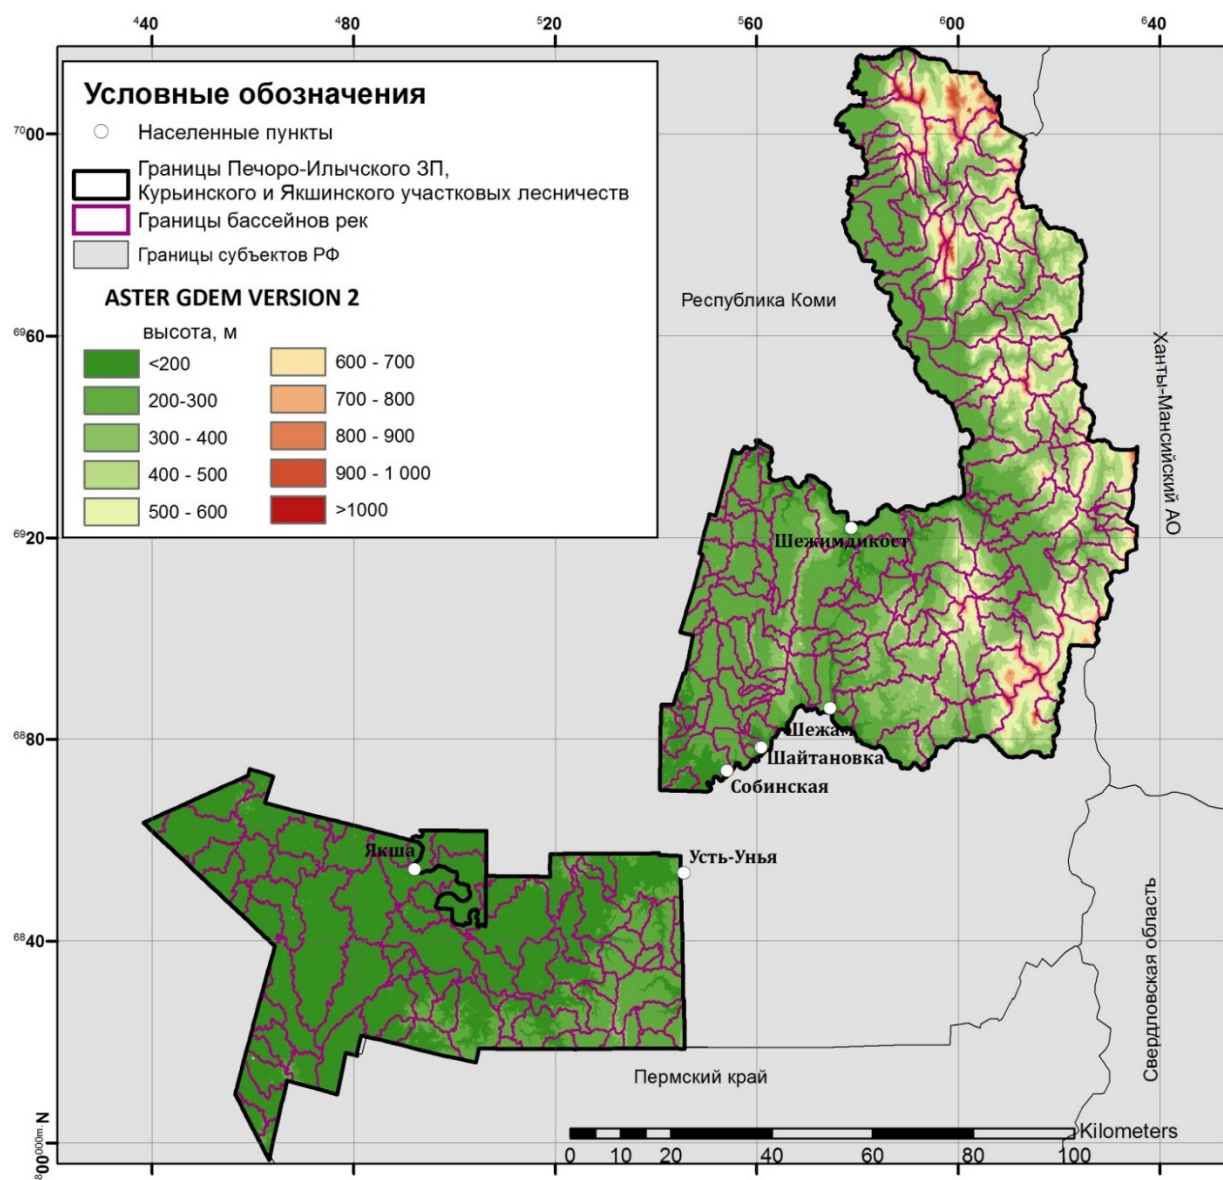 440 480 520 560 600 640
Условные обозначения
Населенные пункты
Границы Печоро-Илычского ЗП,
Курьинского и Якшинского участковых лесничеств
Границы бассейнов рек
Границы субъектов РФ
ASTER GDEM VERSION 2
высота, м
<200
200-300
300 - 400
400 - 500
500 - 600
600 - 700
700 - 800
800 - 900
900 - 1 000
>1000
7000
6960
6920
6880
6840
800000m. N
Республика Коми
Ханты-Мансийский АО
Шежимдикост
Шежам
Шайтановка
Собинская
Якша
Усть-Унья
Свердловская область
Пермский край
Kilometers
0 10 20 40 60 80 100